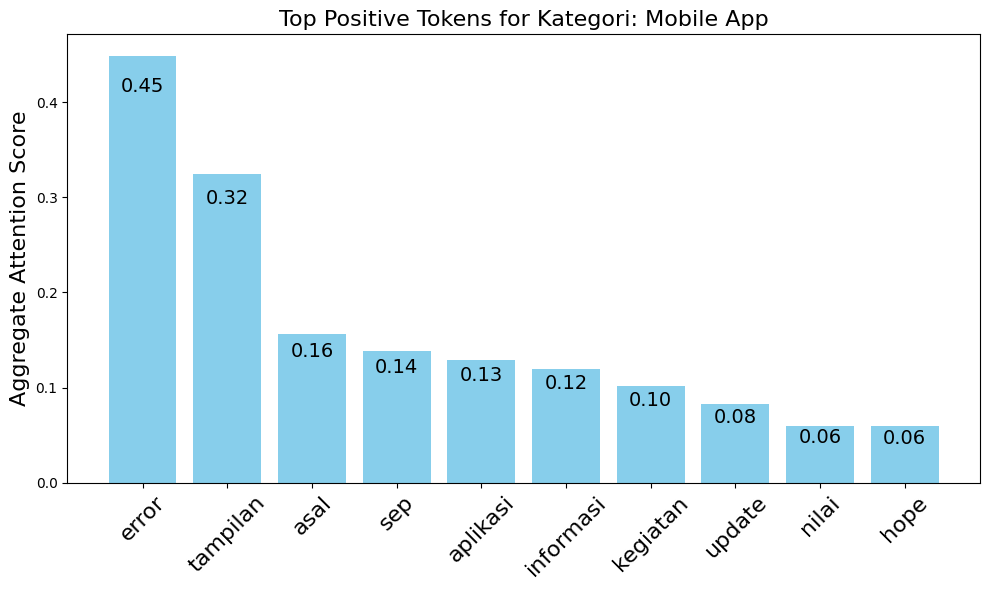 Top Positive Tokens for Kategori: Mobile App
Aggregate Attention Score
0.4
0.3
0.2
0.1
0.0
0.45
0.32
0.16
0.14
0.13
0.12
0.10
0.08
0.06
0.06
error
tampilan
asal
sep
aplikasi
informasi
kegiatan
update
nilai
hope